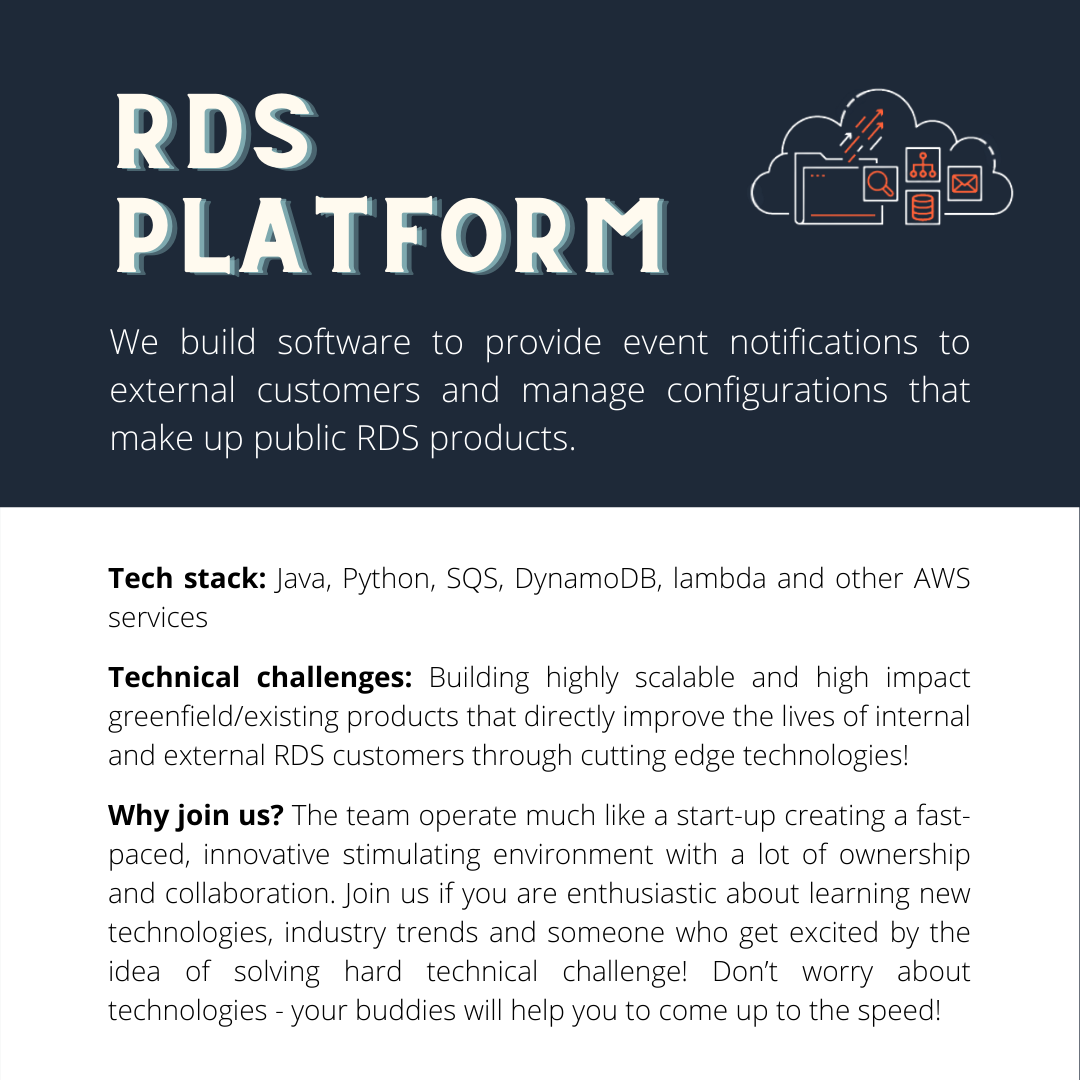 RDS
PLATFORM
We build software to provide event notifications to
external customers and manage configurations that
make up public RDS products.
Tech stack: Java, Python, SQS, DynamoDB, lambda and other AWS
services
Technical challenges: Building highly scalable and high impact
greenfield/existing products that directly improve the lives of internal
and external RDS customers through cutting edge technologies!
Why join us? The team operate much like a start-up creating a fast-
paced, innovative stimulating environment with a lot of ownership
and collaboration. Join us if you are enthusiastic about learning new
technologies, industry trends and someone who get excited by the
idea of solving hard technical challenge! Don’t worry about
technologies - your buddies will help you to come up to the speed!